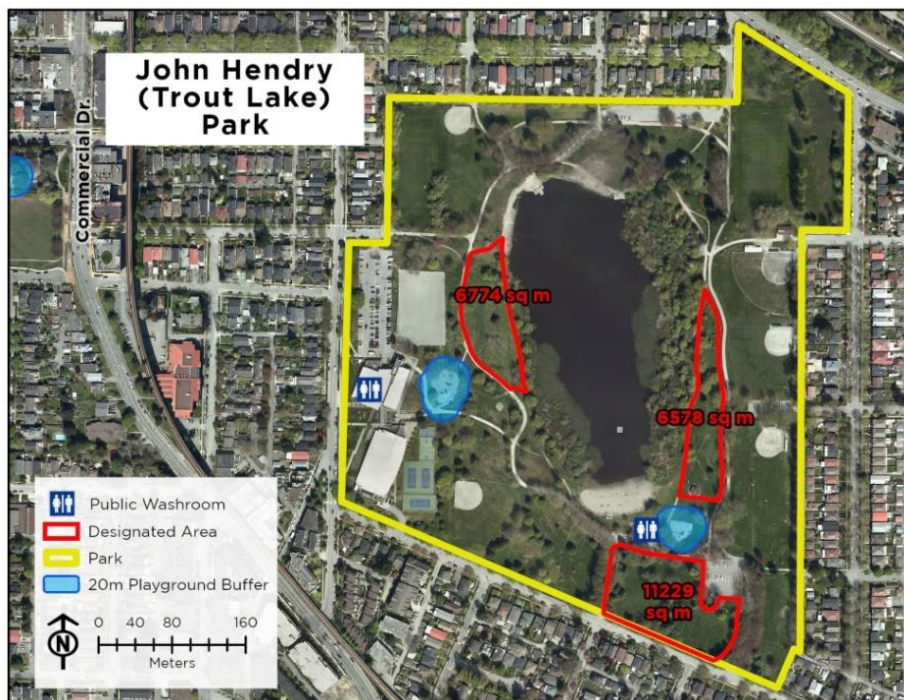 John Hendry
(Trout Lake)
Park
Commercial Dr.
6774 sq m
6578 sq m
11229
sq m
Public Washroom
Designated Area
Park
20m Playground Buffer
N
0 40 80 160
Meters